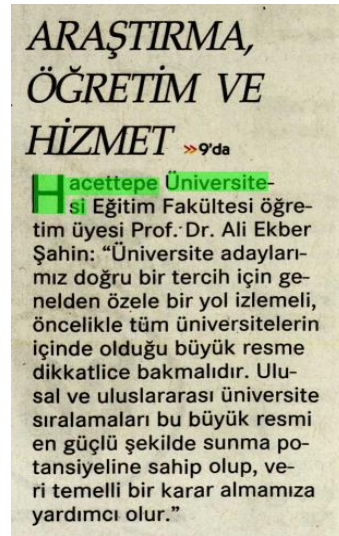 ARAŞTIRMA,
ÖĞRETİM VE
HİZMET »9'da
Hacettepe Üniversite-
si Eğitim Fakültesi öğre-
tim üyesi Prof. Dr. Ali Ekber
Şahin: “Üniversite adayları-
mız doğru bir tercih için ge-
nelden özele bir yol izlemeli,
öncelikle tüm üniversitelerin
içinde olduğu büyük resme
dikkatlice bakmalıdır. Ulu-
sal ve uluslararası üniversite
sıralamaları bu büyük resmi
en güçlü şekilde sunma po-
tansiyeline sahip olup, ve-
ri temelli bir karar almamıza
yardımcı olur.”